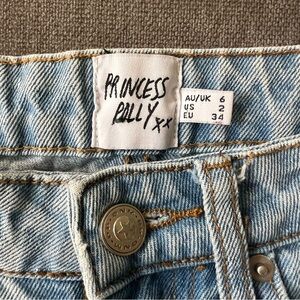 PRINCESS
POLLY xx
AU/UK 6
US 2
EU 34